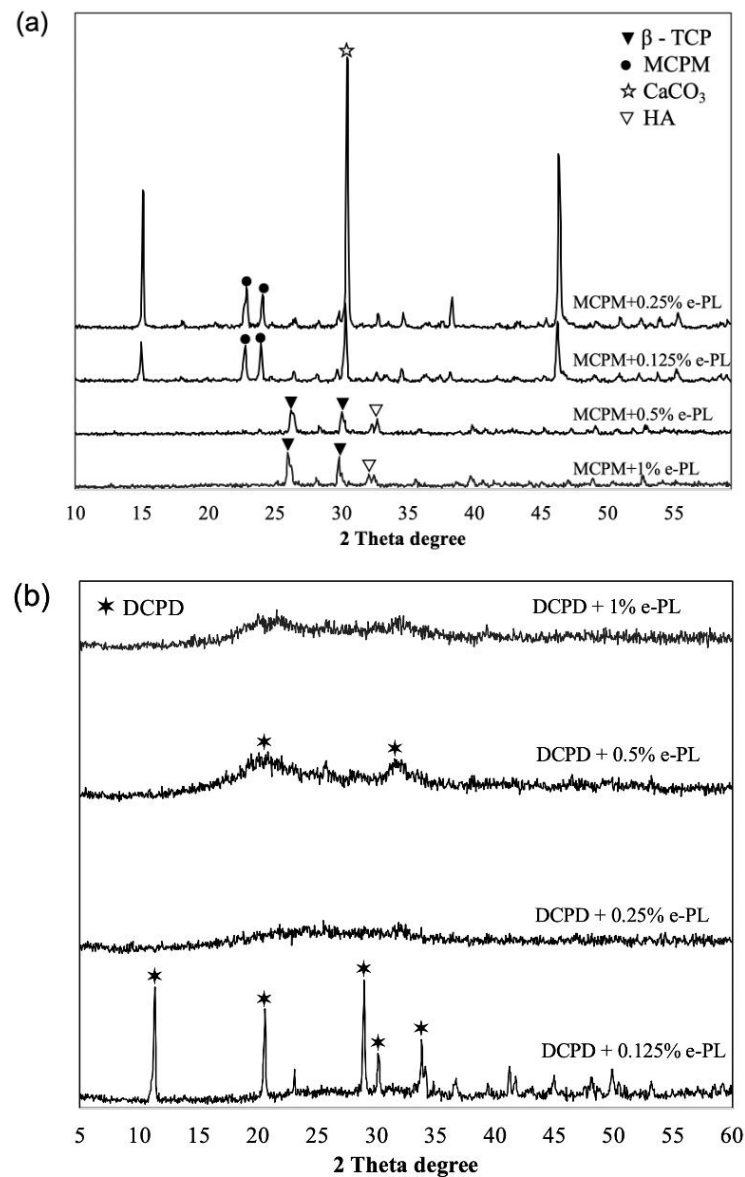 (a)
β - TCP
MCPM
CaCO₃
HA
MCPM+0.25% e-PL
MCPM+0.125% e-PL
MCPM+0.5% e-PL
MCPM+1% e-PL
10 15 20 25 30 35 40 45 50 55
2 Theta degree
(b)
DCPD
DCPD + 1% e-PL
DCPD + 0.5% e-PL
DCPD + 0.25% e-PL
DCPD + 0.125% e-PL
5 10 15 20 25 30 35 40 45 50 55 60
2 Theta degree